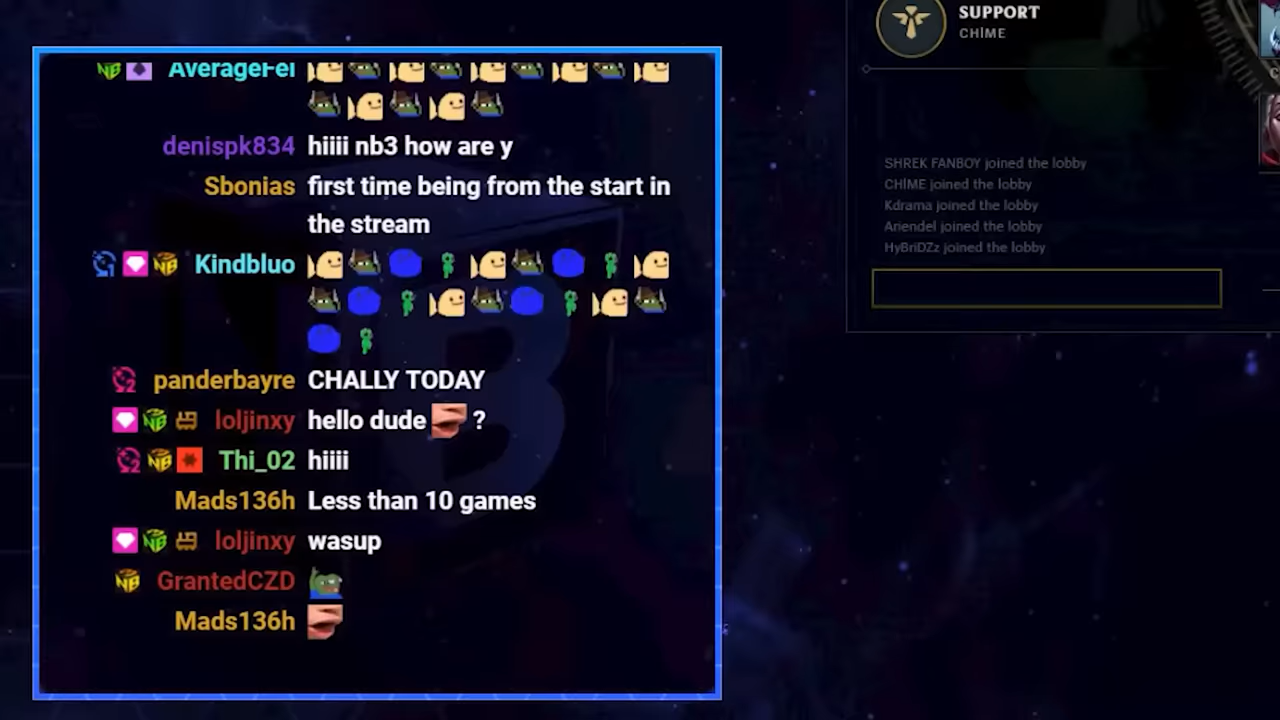 AverageFei
denispk834 hiiii nb3 how are y
Sbonias first time being from the start in
the stream
Kindbluo
panderbayre CHALLY TODAY
loljinxy hello dude ?
Thi_02 hiiii
Mads136h Less than 10 games
loljinxy wasup
GrantedCZD
Mads136h
SUPPORT
CHIME
SHREK FANBOY joined the lobby
CHIME joined the lobby
Kdrama joined the lobby
Ariendel joined the lobby
HyBriDZz joined the lobby